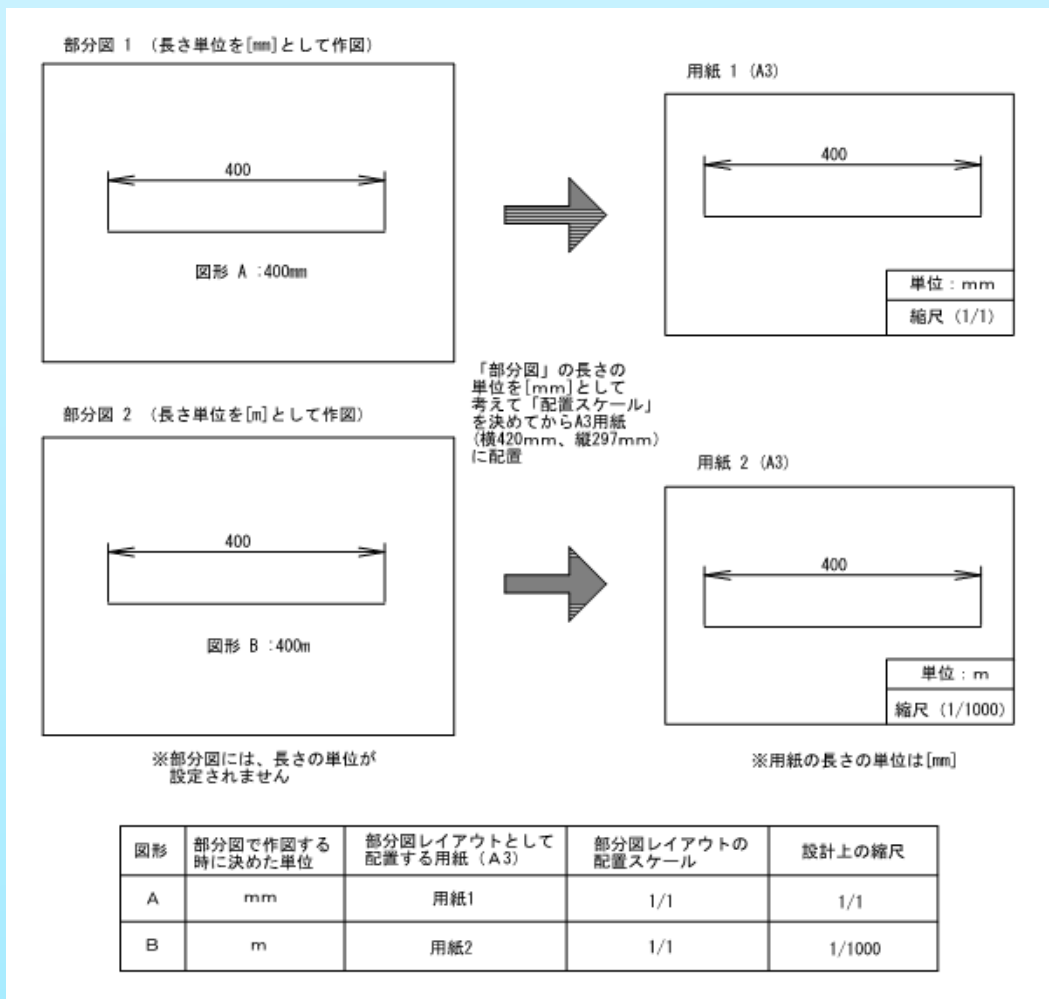 部分図 1 （長さ単位を[㎜]として作図）
400
図形 A :400㎜
用紙 1 (A3)
400
単位：ｍｍ
縮尺 (1/1)
「部分図」の長さの
単位を[ｍｍ]として
考えて「配置スケール」
を決めてからA3用紙
(横420ｍｍ、縦297ｍｍ)
に配置
部分図 2 （長さ単位を[m]として作図）
400
図形 B :400m
用紙 2 (A3)
400
単位：ｍ
縮尺 (1/1000)
※部分図には、長さの単位が
設定されません
※用紙の長さの単位は[㎜]
図形 部分図で作図する時に決めた単位 部分図レイアウトとして配置する用紙（Ａ3） 部分図レイアウトの配置スケール 設計上の縮尺
Ａ ｍｍ 用紙1 1/1 1/1
Ｂ ｍ 用紙2 1/1 1/1000